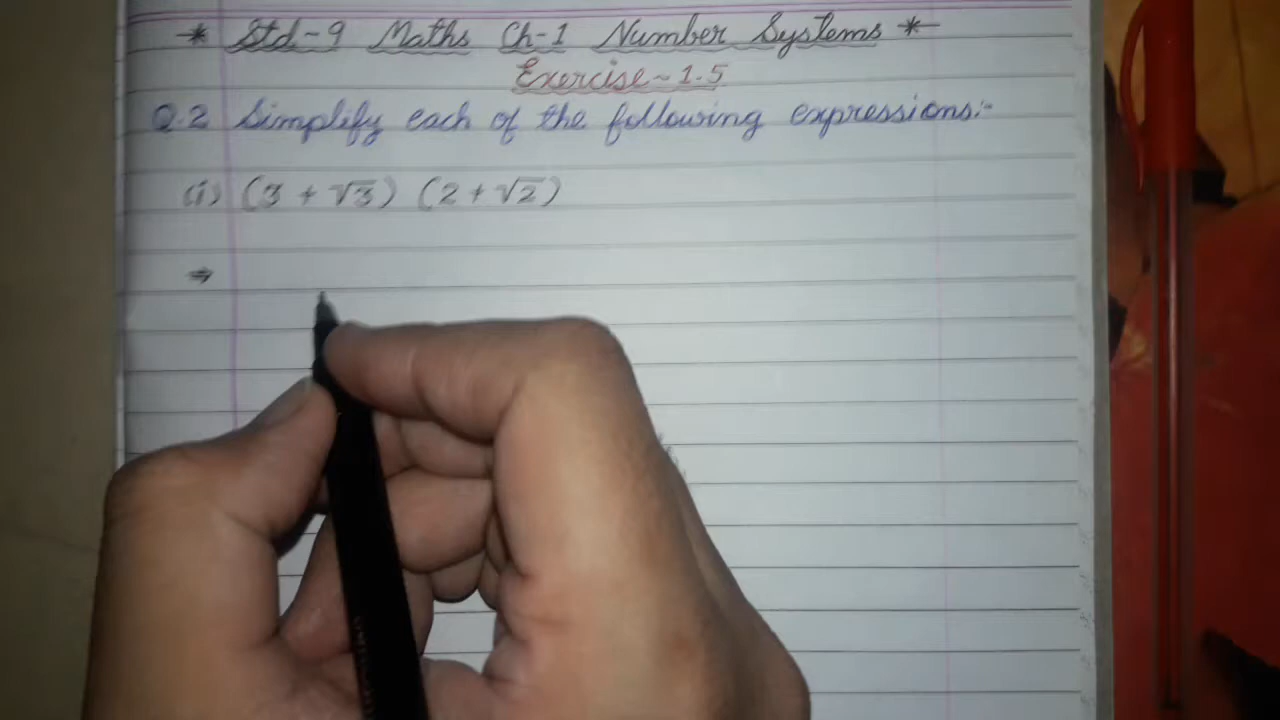 * Std-9 Maths Ch-1 Number Systems *
Exercise-1.5
Q.2 Simplify each of the following expressions:-
(i) (3 + √3) (2 + √2)
⇒